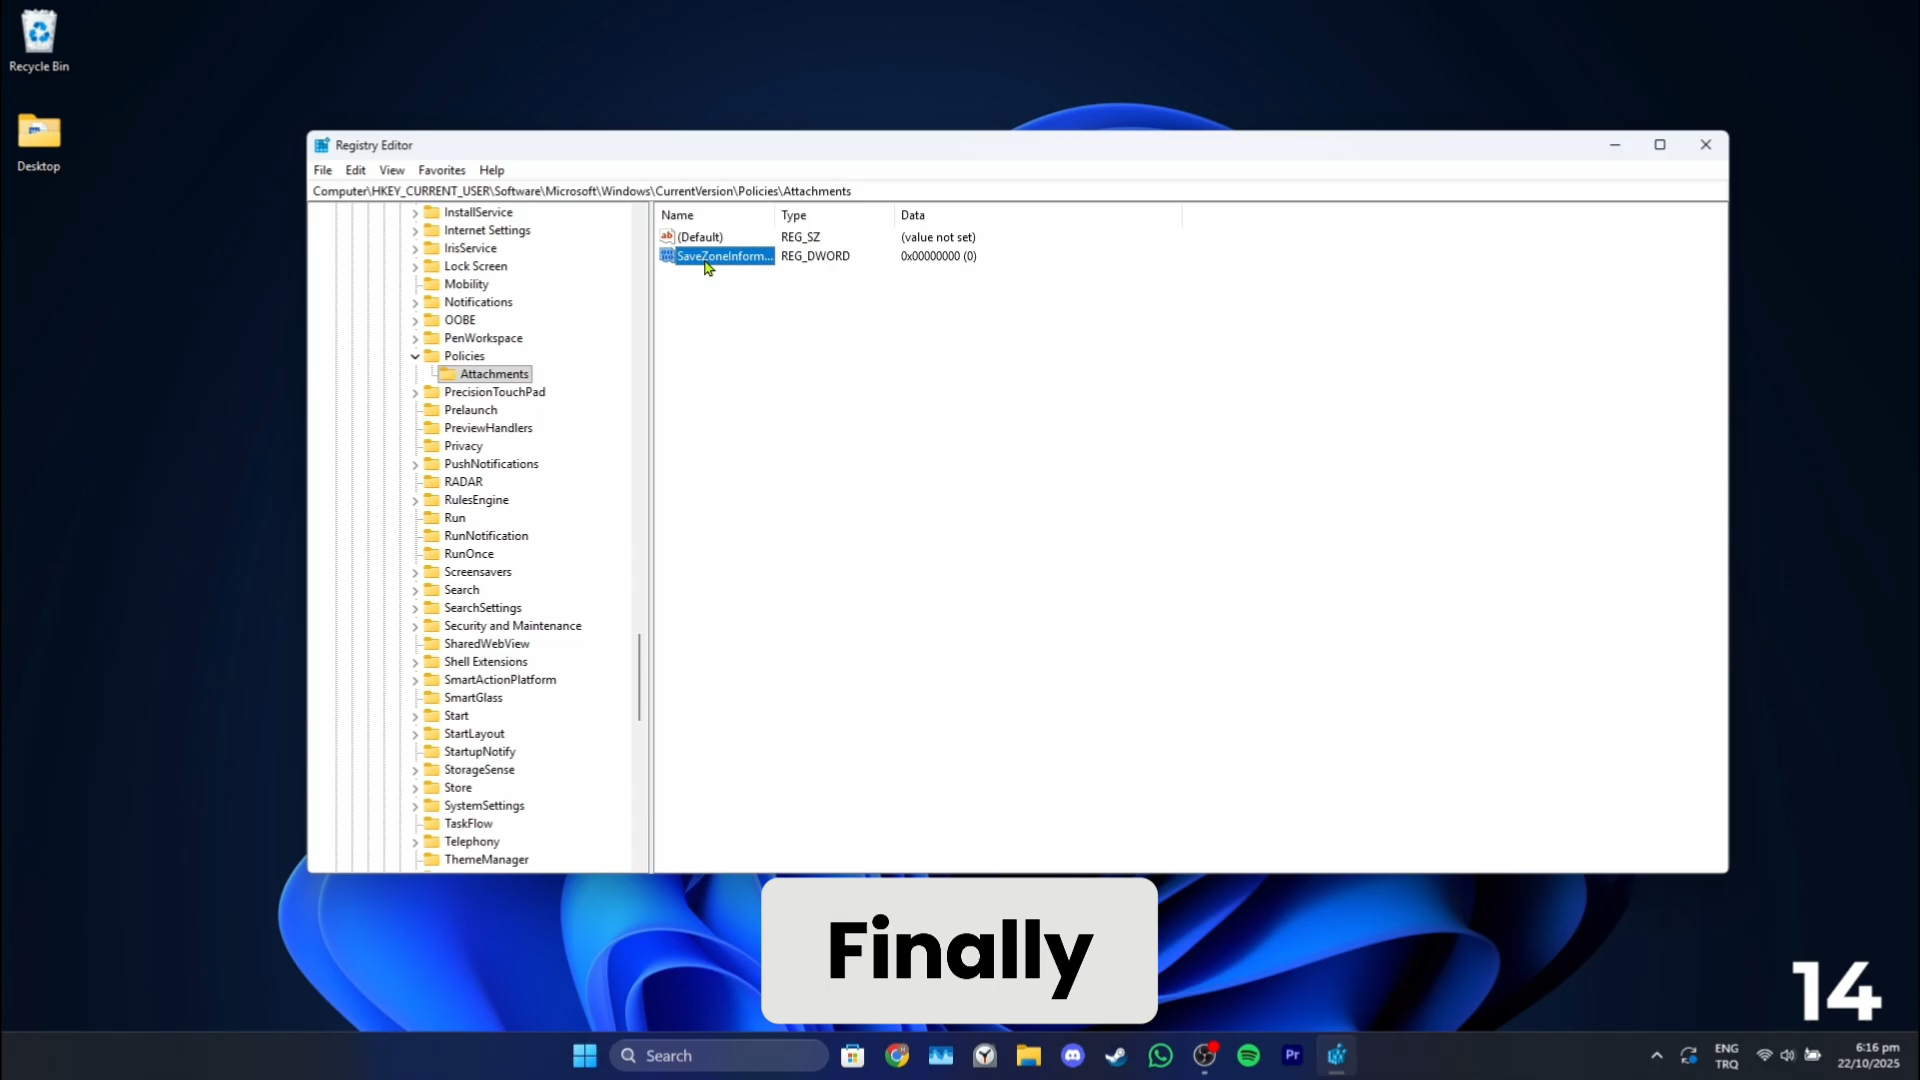 Recycle Bin
Desktop
Registry Editor
File Edit View Favorites Help
Computer\HKEY_CURRENT_USER\Software\Microsoft\Windows\CurrentVersion\Policies\Attachments
InstallService
Internet Settings
IrisService
Lock Screen
Mobility
Notifications
OOBE
PenWorkspace
Policies
Attachments
PrecisionTouchPad
Prelaunch
PreviewHandlers
Privacy
PushNotifications
RADAR
RulesEngine
Run
RunNotification
RunOnce
Screensavers
Search
SearchSettings
Security and Maintenance
SharedWebView
Shell Extensions
SmartActionPlatform
SmartGlass
Start
StartLayout
StartupNotify
StorageSense
Store
SystemSettings
TaskFlow
Telephony
ThemeManager
Name Type Data
ab (Default) REG_SZ (value not set)
SaveZoneInform... REG_DWORD 0x00000000 (0)
Finally
14
Search
Pr
ENG
TRQ
6:16 pm
22/10/2025